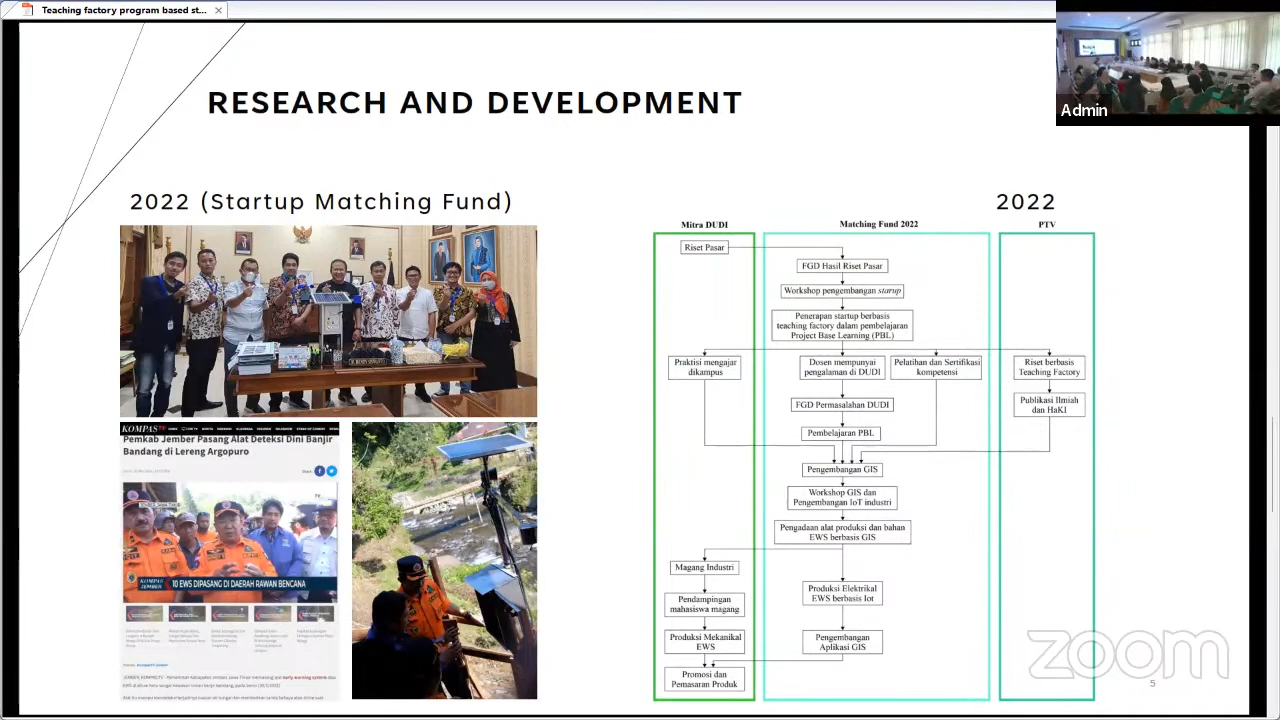 Teaching factory program based st...
Admin
RESEARCH AND DEVELOPMENT
2022 (Startup Matching Fund)
2022
KOMPAS
Pemkab Jember Pasang Alat Deteksi Dini Banjir
Bandang di Lereng Argopuro
10 EWS DIPASANG DI DAERAH RAWAN BENCANA
Mitra DUDI
Matching Fund 2022
PTV
Riset Pasar
FGD Hasil Riset Pasar
Workshop pengembangan starup
Penerapan startup berbasis
teaching factory dalam pembelajaran
Project Base Learning (PBL)
Praktisi mengajar
dikampus
Dosen mempunyai
pengalaman di DUDI
Pelatihan dan Sertifikasi
kompetensi
Riset berbasis
Teaching Factory
FGD Permasalahan DUDI
Publikasi Ilmiah
dan HaKI
Pembelajaran PBL
Pengembangan GIS
Workshop GIS dan
Pengembangan IoT industri
Pengadaan alat produksi dan bahan
EWS berbasis GIS
Magang Industri
Pendampingan
mahasiswa magang
Produksi Elektrikal
EWS berbasis Iot
Produksi Mekanikal
EWS
Pengembangan
Aplikasi GIS
Promosi dan
Pemasaran Produk
zoom
5